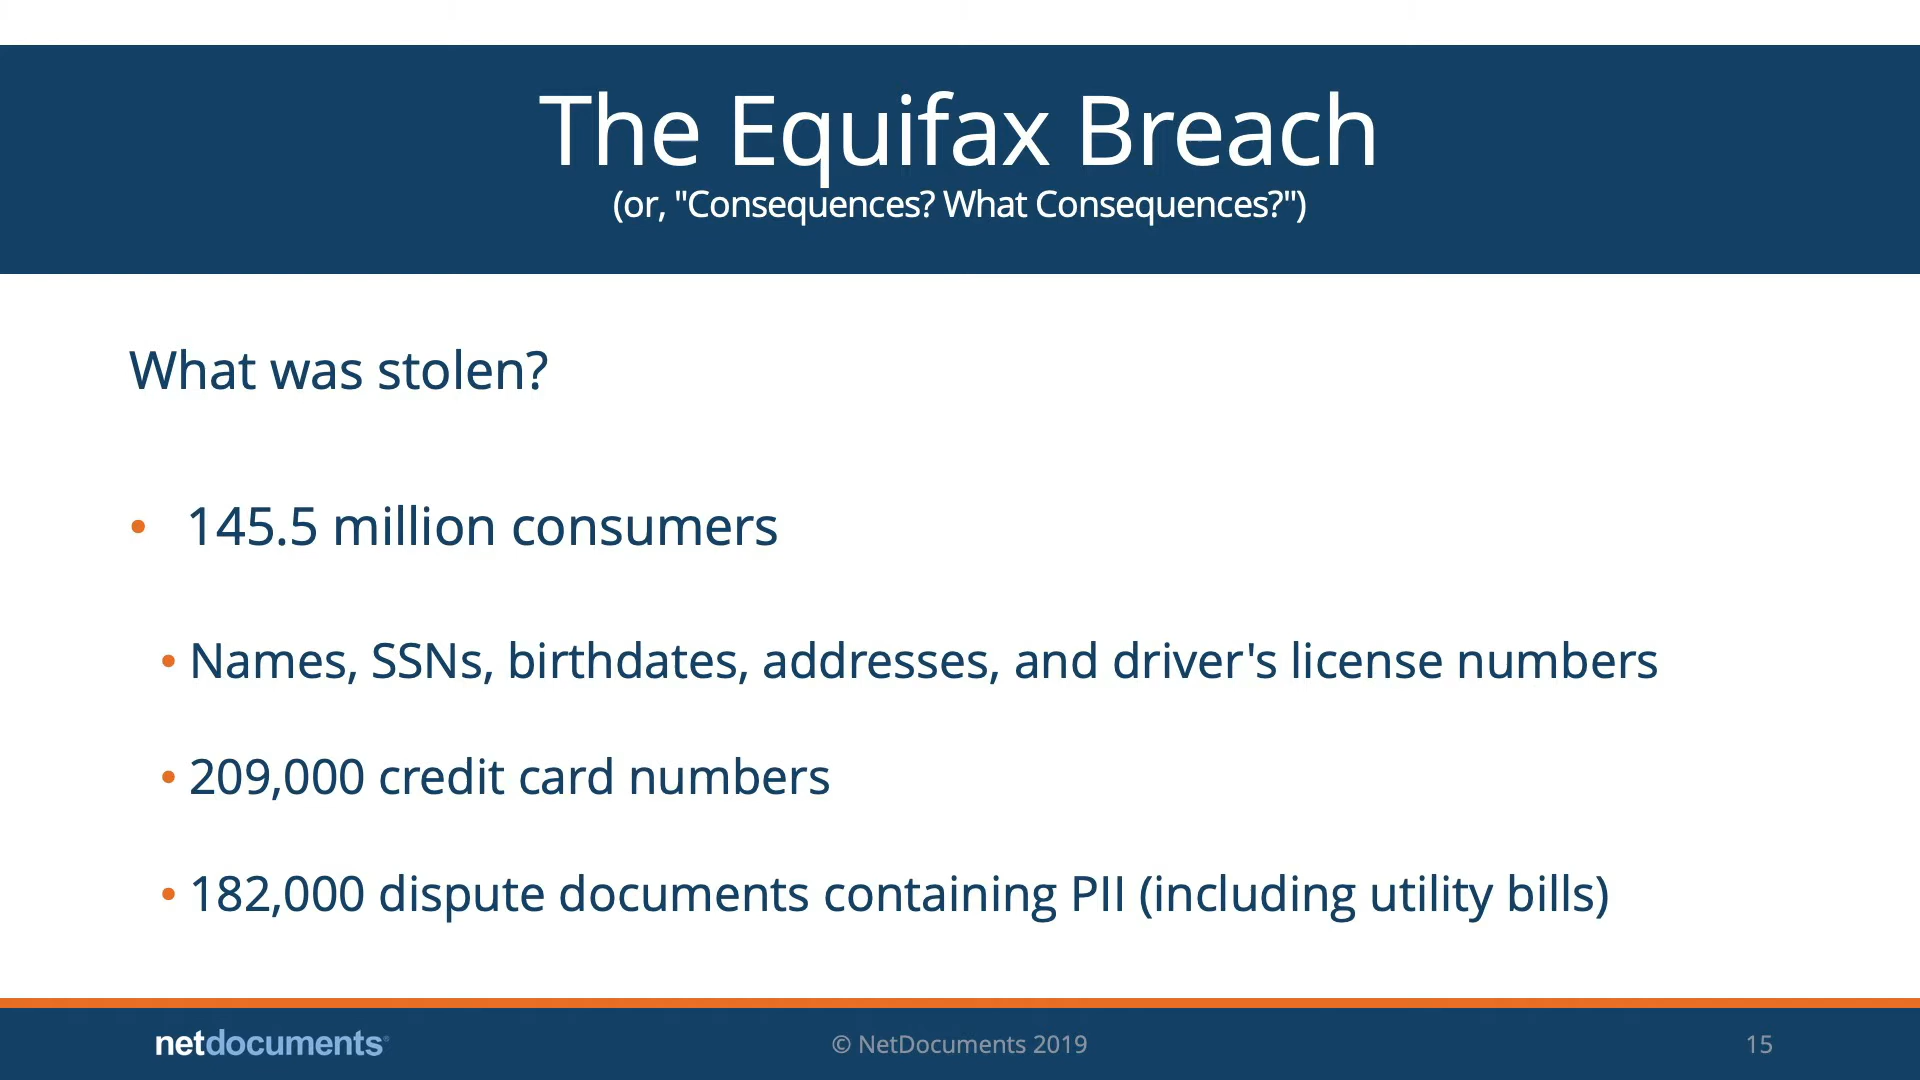 The Equifax Breach
(or, "Consequences? What Consequences?")
What was stolen?
• 145.5 million consumers
• Names, SSNs, birthdates, addresses, and driver's license numbers
• 209,000 credit card numbers
• 182,000 dispute documents containing PII (including utility bills)
netdocuments®
© NetDocuments 2019
15